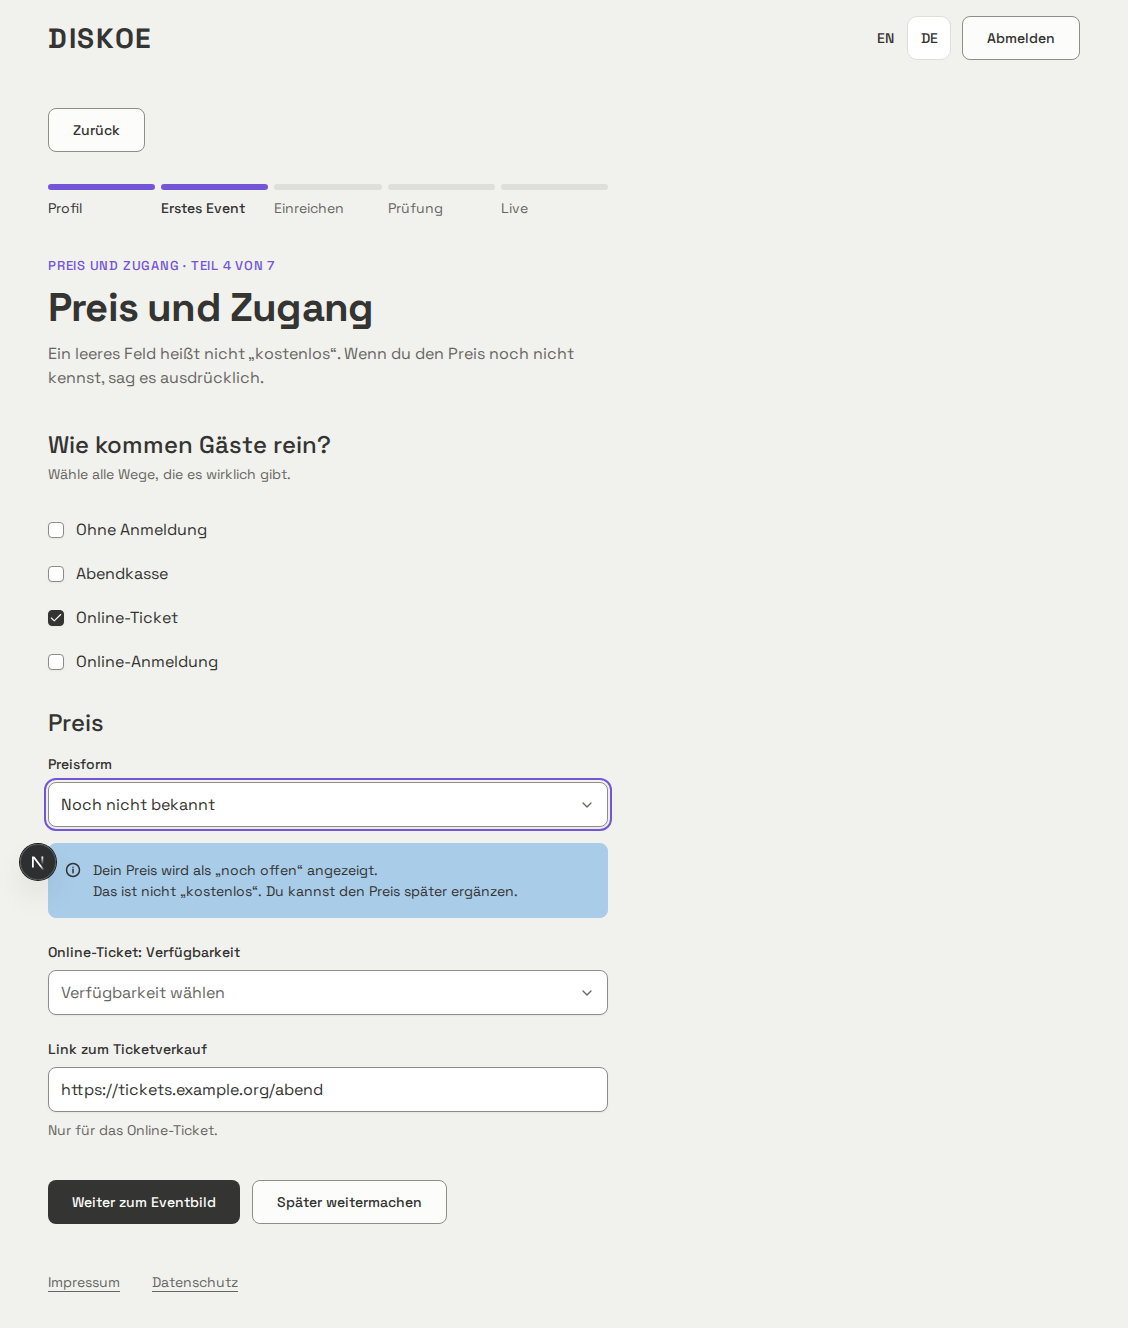 DISKOE
EN DE Abmelden
Zurück
Profil Erstes Event Einreichen Prüfung Live
PREIS UND ZUGANG · TEIL 4 VON 7
Preis und Zugang
Ein leeres Feld heißt nicht „kostenlos“. Wenn du den Preis noch nicht
kennst, sag es ausdrücklich.
Wie kommen Gäste rein?
Wähle alle Wege, die es wirklich gibt.
Ohne Anmeldung
Abendkasse
Online-Ticket
Online-Anmeldung
Preis
Preisform
Noch nicht bekannt
N
Dein Preis wird als „noch offen“ angezeigt.
Das ist nicht „kostenlos“. Du kannst den Preis später ergänzen.
Online-Ticket: Verfügbarkeit
Verfügbarkeit wählen
Link zum Ticketverkauf
https://tickets.example.org/abend
Nur für das Online-Ticket.
Weiter zum Eventbild Später weitermachen
Impressum Datenschutz